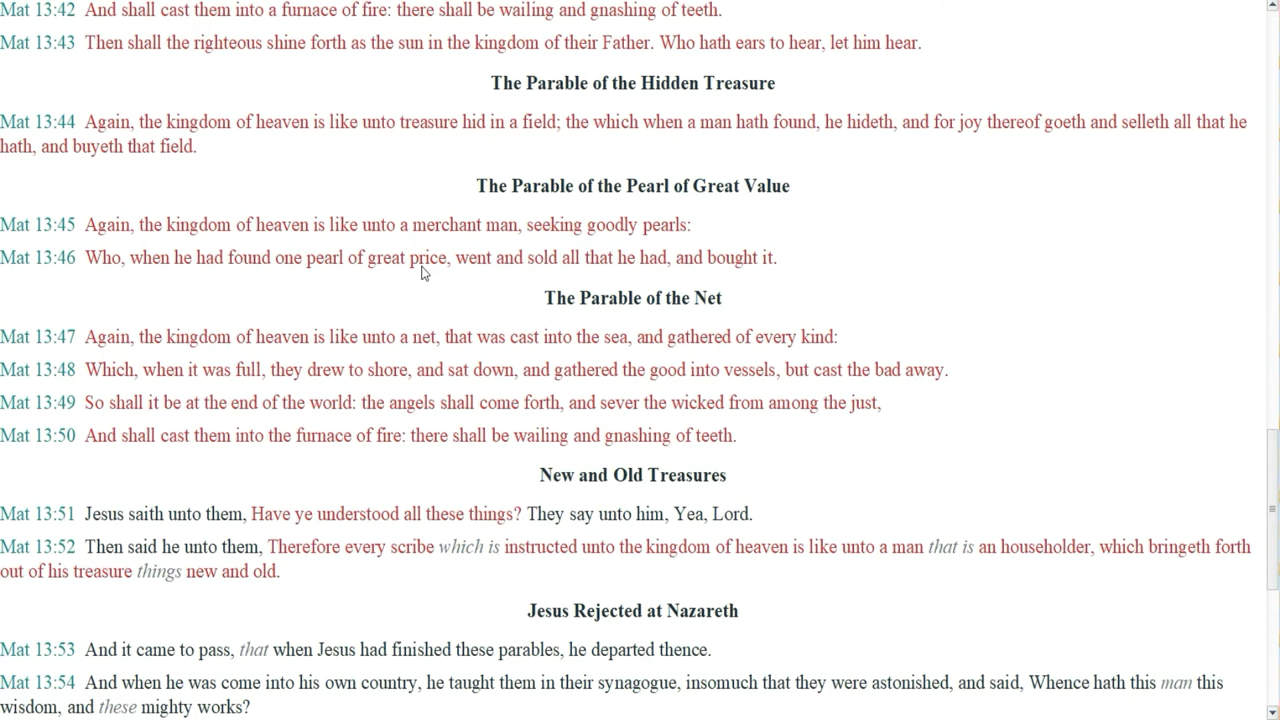 Mat 13:42 And shall cast them into a furnace of fire: there shall be wailing and gnashing of teeth.
Mat 13:43 Then shall the righteous shine forth as the sun in the kingdom of their Father. Who hath ears to hear, let him hear.
The Parable of the Hidden Treasure
Mat 13:44 Again, the kingdom of heaven is like unto treasure hid in a field; the which when a man hath found, he hideth, and for joy thereof goeth and selleth all that he
hath, and buyeth that field.
The Parable of the Pearl of Great Value
Mat 13:45 Again, the kingdom of heaven is like unto a merchant man, seeking goodly pearls:
Mat 13:46 Who, when he had found one pearl of great price, went and sold all that he had, and bought it.
The Parable of the Net
Mat 13:47 Again, the kingdom of heaven is like unto a net, that was cast into the sea, and gathered of every kind:
Mat 13:48 Which, when it was full, they drew to shore, and sat down, and gathered the good into vessels, but cast the bad away.
Mat 13:49 So shall it be at the end of the world: the angels shall come forth, and sever the wicked from among the just,
Mat 13:50 And shall cast them into the furnace of fire: there shall be wailing and gnashing of teeth.
New and Old Treasures
Mat 13:51 Jesus saith unto them, Have ye understood all these things? They say unto him, Yea, Lord.
Mat 13:52 Then said he unto them, Therefore every scribe which is instructed unto the kingdom of heaven is like unto a man that is an householder, which bringeth forth
out of his treasure things new and old.
Jesus Rejected at Nazareth
Mat 13:53 And it came to pass, that when Jesus had finished these parables, he departed thence.
Mat 13:54 And when he was come into his own country, he taught them in their synagogue, insomuch that they were astonished, and said, Whence hath this man this
wisdom, and these mighty works?